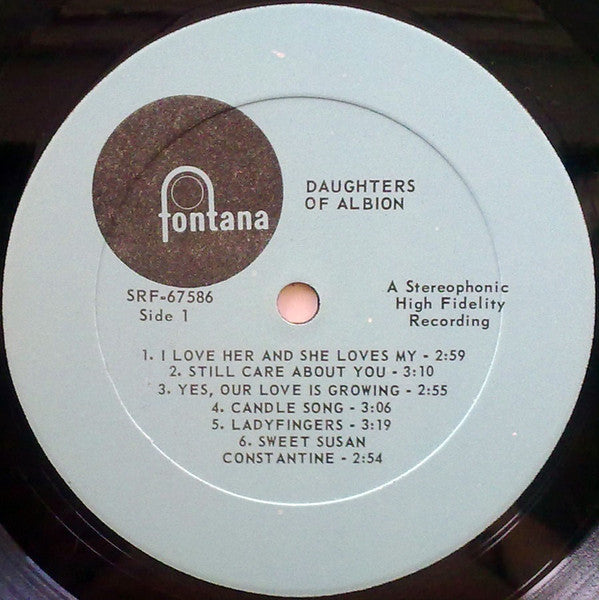 fontana
DAUGHTERS
OF ALBION
SRF-67586
Side 1
A Stereophonic
High Fidelity
Recording
1. I LOVE HER AND SHE LOVES MY - 2:59
2. STILL CARE ABOUT YOU - 3:10
3. YES, OUR LOVE IS GROWING - 2:55
4. CANDLE SONG - 3:06
5. LADYFINGERS - 3:19
6. SWEET SUSAN
CONSTANTINE - 2:54